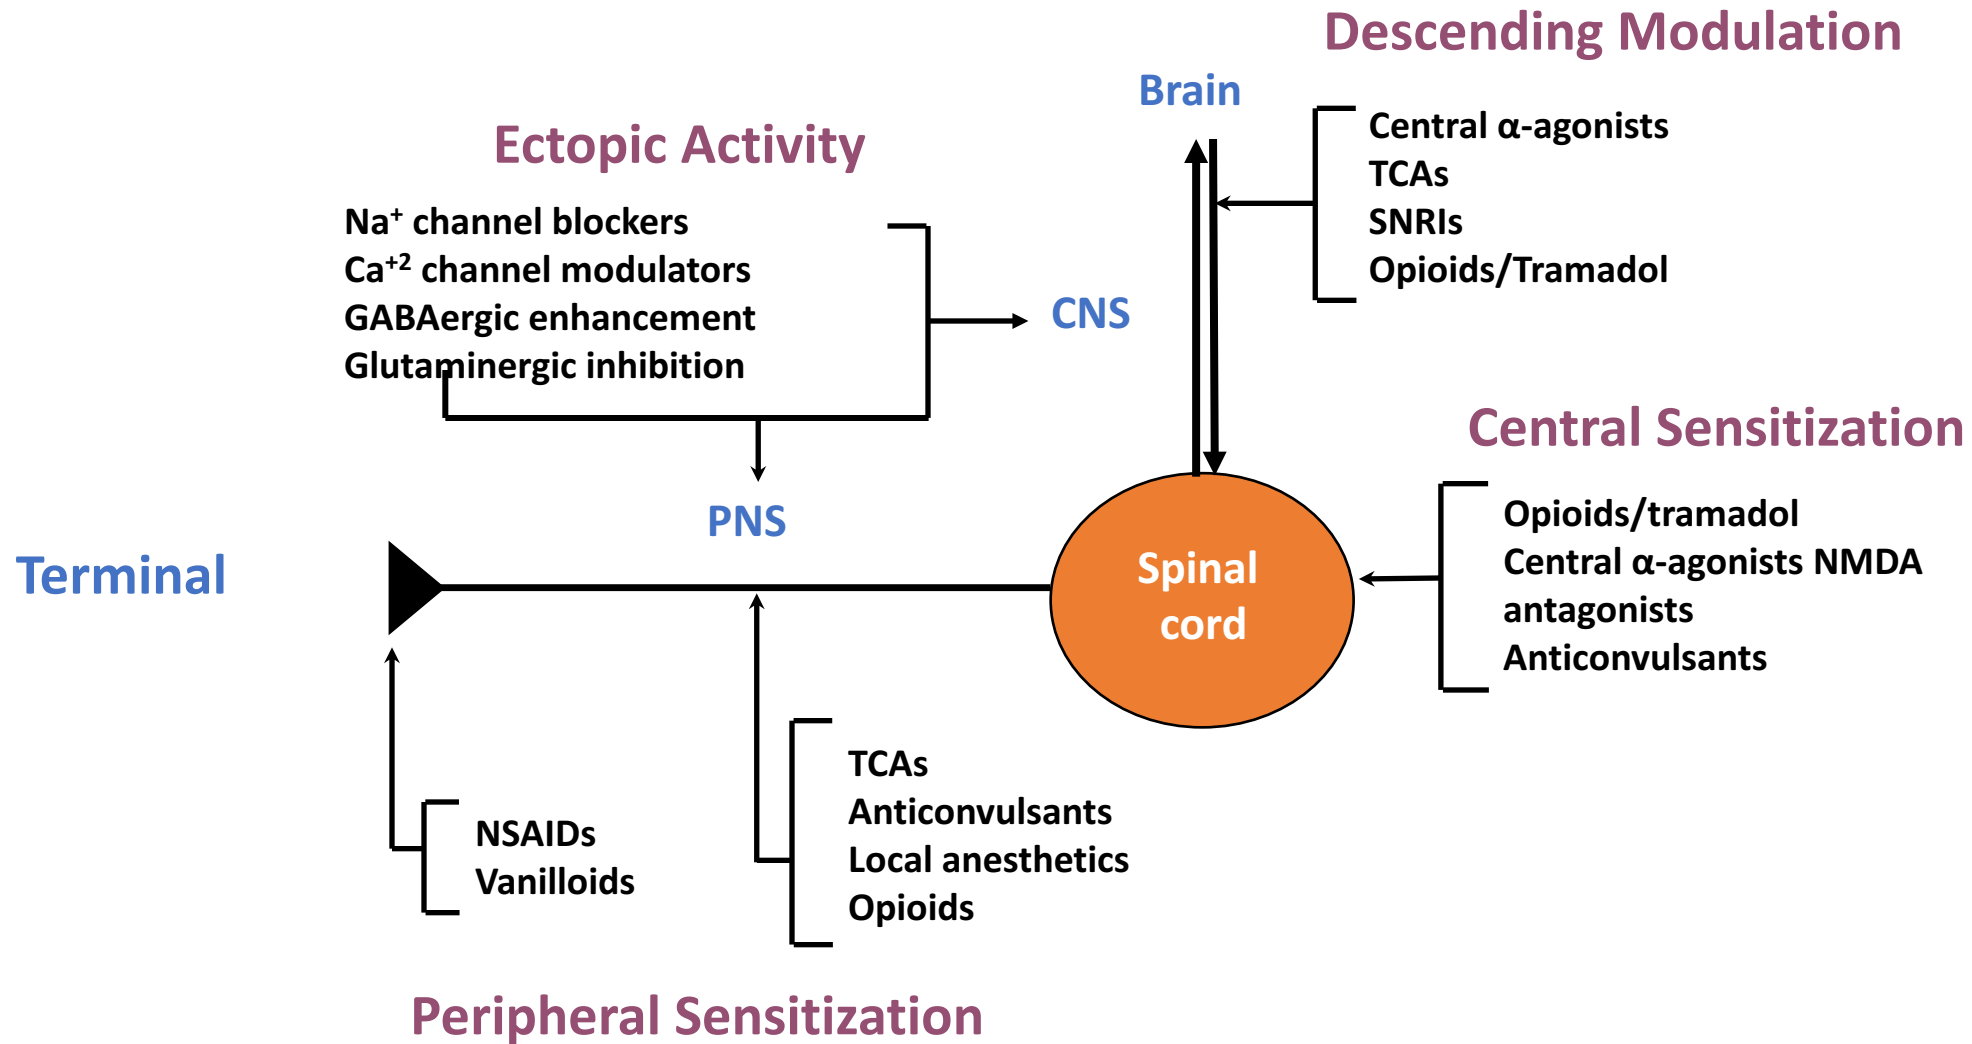 Descending Modulation
Brain
Central α-agonists
TCAs
SNRIs
Opioids/Tramadol
Ectopic Activity
Na⁺ channel blockers
Ca⁺² channel modulators
GABAergic enhancement
Glutaminergic inhibition
CNS
PNS
Central Sensitization
Opioids/tramadol
Central α-agonists NMDA
antagonists
Anticonvulsants
Terminal
Spinal
cord
NSAIDs
Vanilloids
TCAs
Anticonvulsants
Local anesthetics
Opioids
Peripheral Sensitization